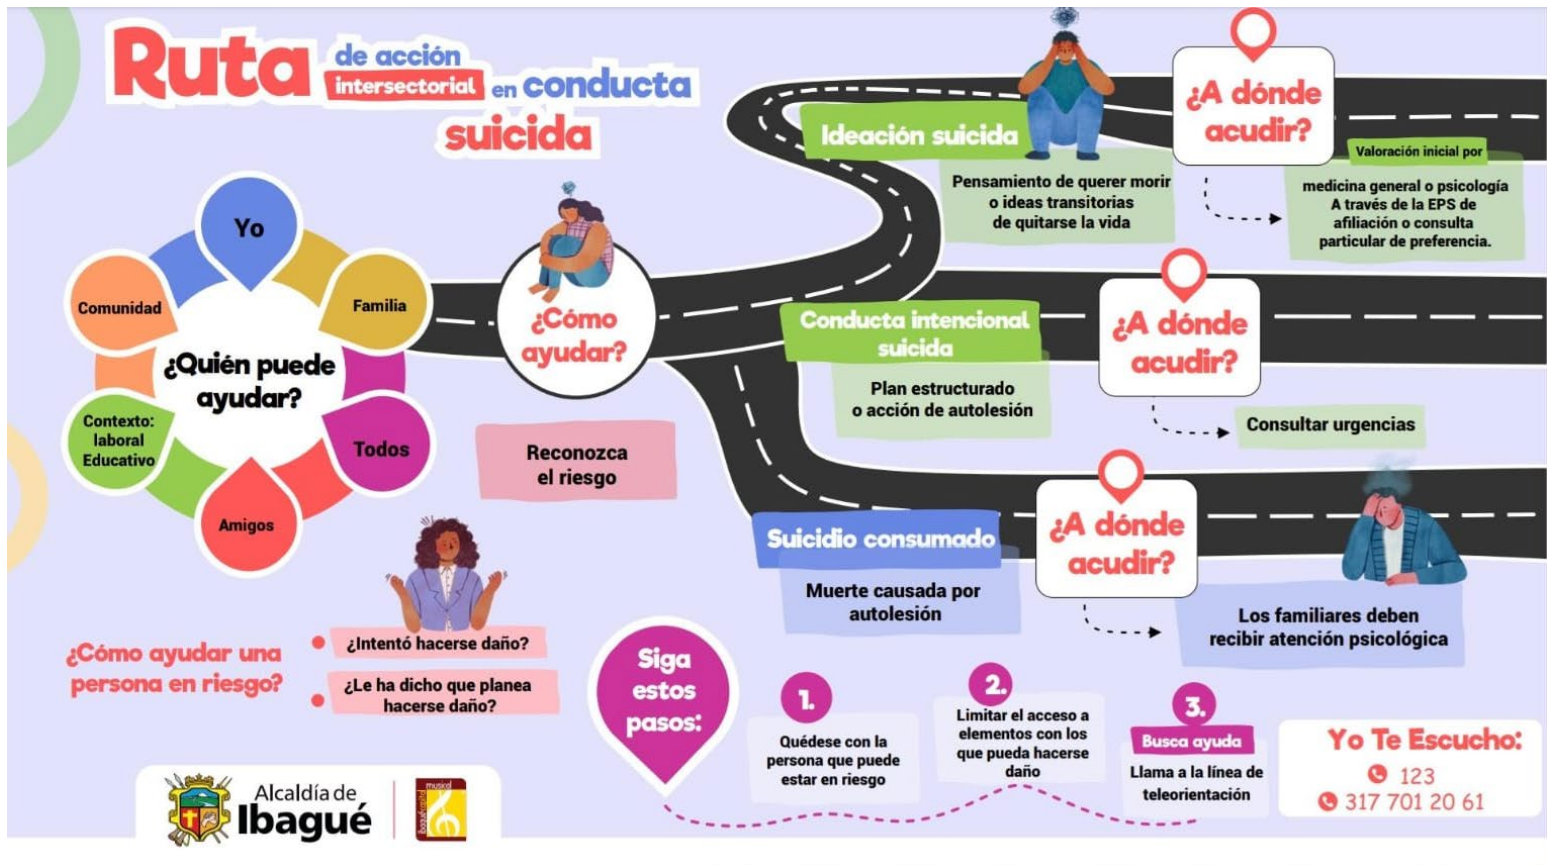 Ruta
de acción
intersectorial
en conducta
suicida
¿Quién puede
ayudar?
Yo
Familia
Todos
Amigos
Contexto:
laboral
Educativo
Comunidad
¿Cómo
ayudar?
Reconozca
el riesgo
Ideación suicida
Pensamiento de querer morir
o ideas transitorias
de quitarse la vida
¿A dónde
acudir?
Valoración inicial por
medicina general o psicología
A través de la EPS de
afiliación o consulta
particular de preferencia.
Conducta intencional
suicida
Plan estructurado
o acción de autolesión
¿A dónde
acudir?
Consultar urgencias
Suicidio consumado
Muerte causada por
autolesión
¿A dónde
acudir?
Los familiares deben
recibir atención psicológica
¿Cómo ayudar una
persona en riesgo?
¿Intentó hacerse daño?
¿Le ha dicho que planea
hacerse daño?
Siga
estos
pasos:
1.
Quédese con la
persona que puede
estar en riesgo
2.
Limitar el acceso a
elementos con los
que pueda hacerse
daño
3.
Busca ayuda
Llama a la línea de
teleorientación
Yo Te Escucho:
123
317 701 20 61
Alcaldía de
Ibagué
musical